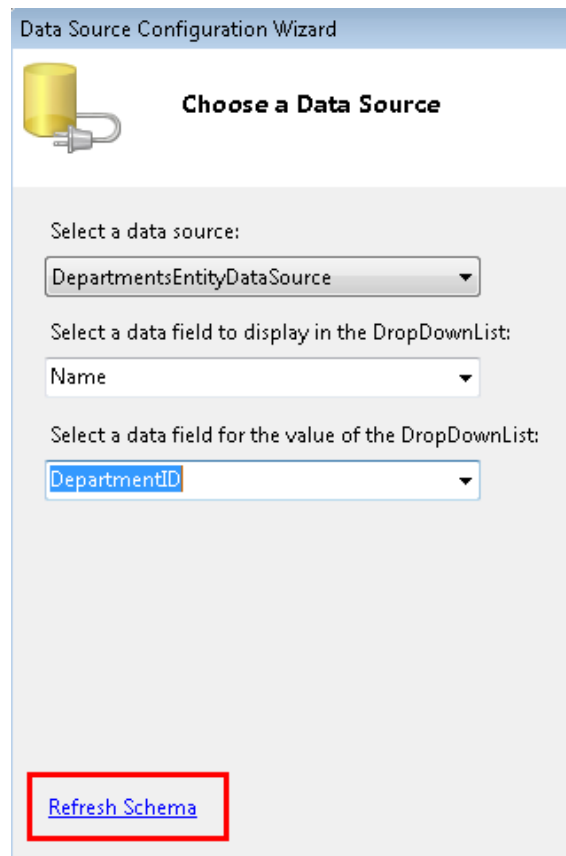 Data Source Configuration Wizard
Choose a Data Source
Select a data source:
DepartmentsEntityDataSource
Select a data field to display in the DropDownList:
Name
Select a data field for the value of the DropDownList:
DepartmentID
Refresh Schema